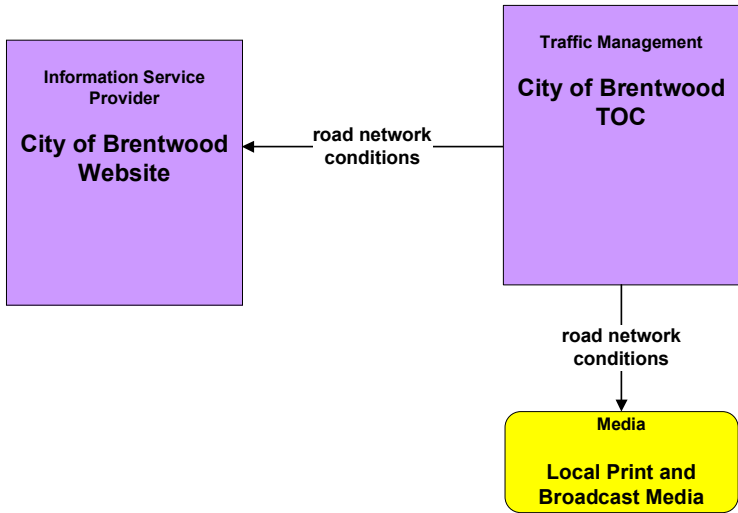 Information Service
Provider
City of Brentwood
Website
road network
conditions
Traffic Management
City of Brentwood
TOC
road network
conditions
Media
Local Print and
Broadcast Media